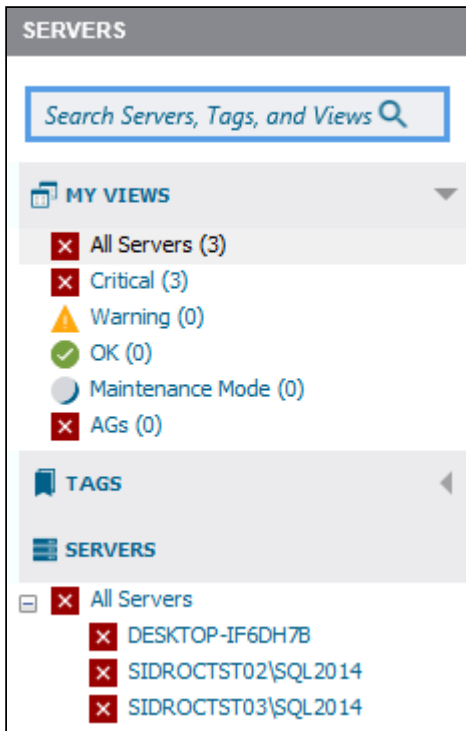 SERVERS
Search Servers, Tags, and Views
MY VIEWS
All Servers (3)
Critical (3)
Warning (0)
OK (0)
Maintenance Mode (0)
AGs (0)
TAGS
SERVERS
All Servers
DESKTOP-IF6DH7B
SIDROCTST02\SQL2014
SIDROCTST03\SQL2014